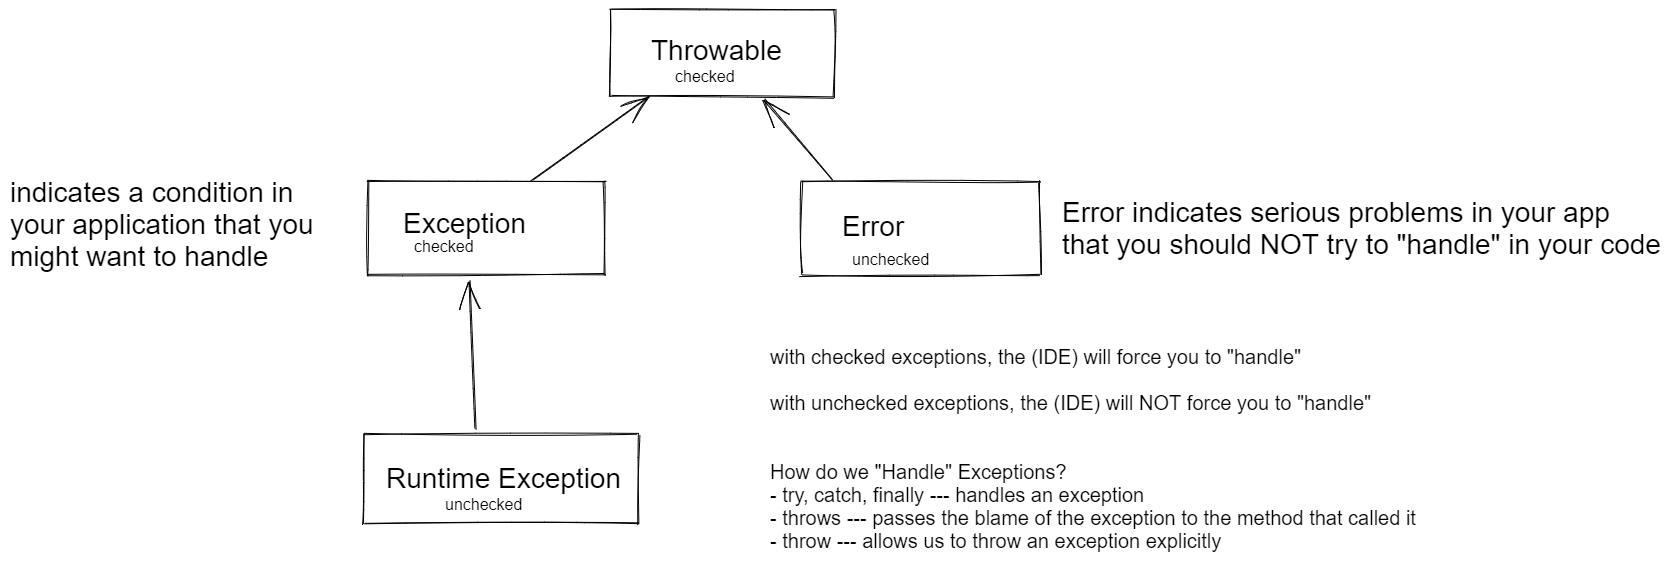 Throwable
checked
indicates a condition in
your application that you
might want to handle
Exception
checked
Error
unchecked
Error indicates serious problems in your app
that you should NOT try to "handle" in your code
with checked exceptions, the (IDE) will force you to "handle"
with unchecked exceptions, the (IDE) will NOT force you to "handle"
Runtime Exception
unchecked
How do we "Handle" Exceptions?
- try, catch, finally --- handles an exception
- throws --- passes the blame of the exception to the method that called it
- throw --- allows us to throw an exception explicitly